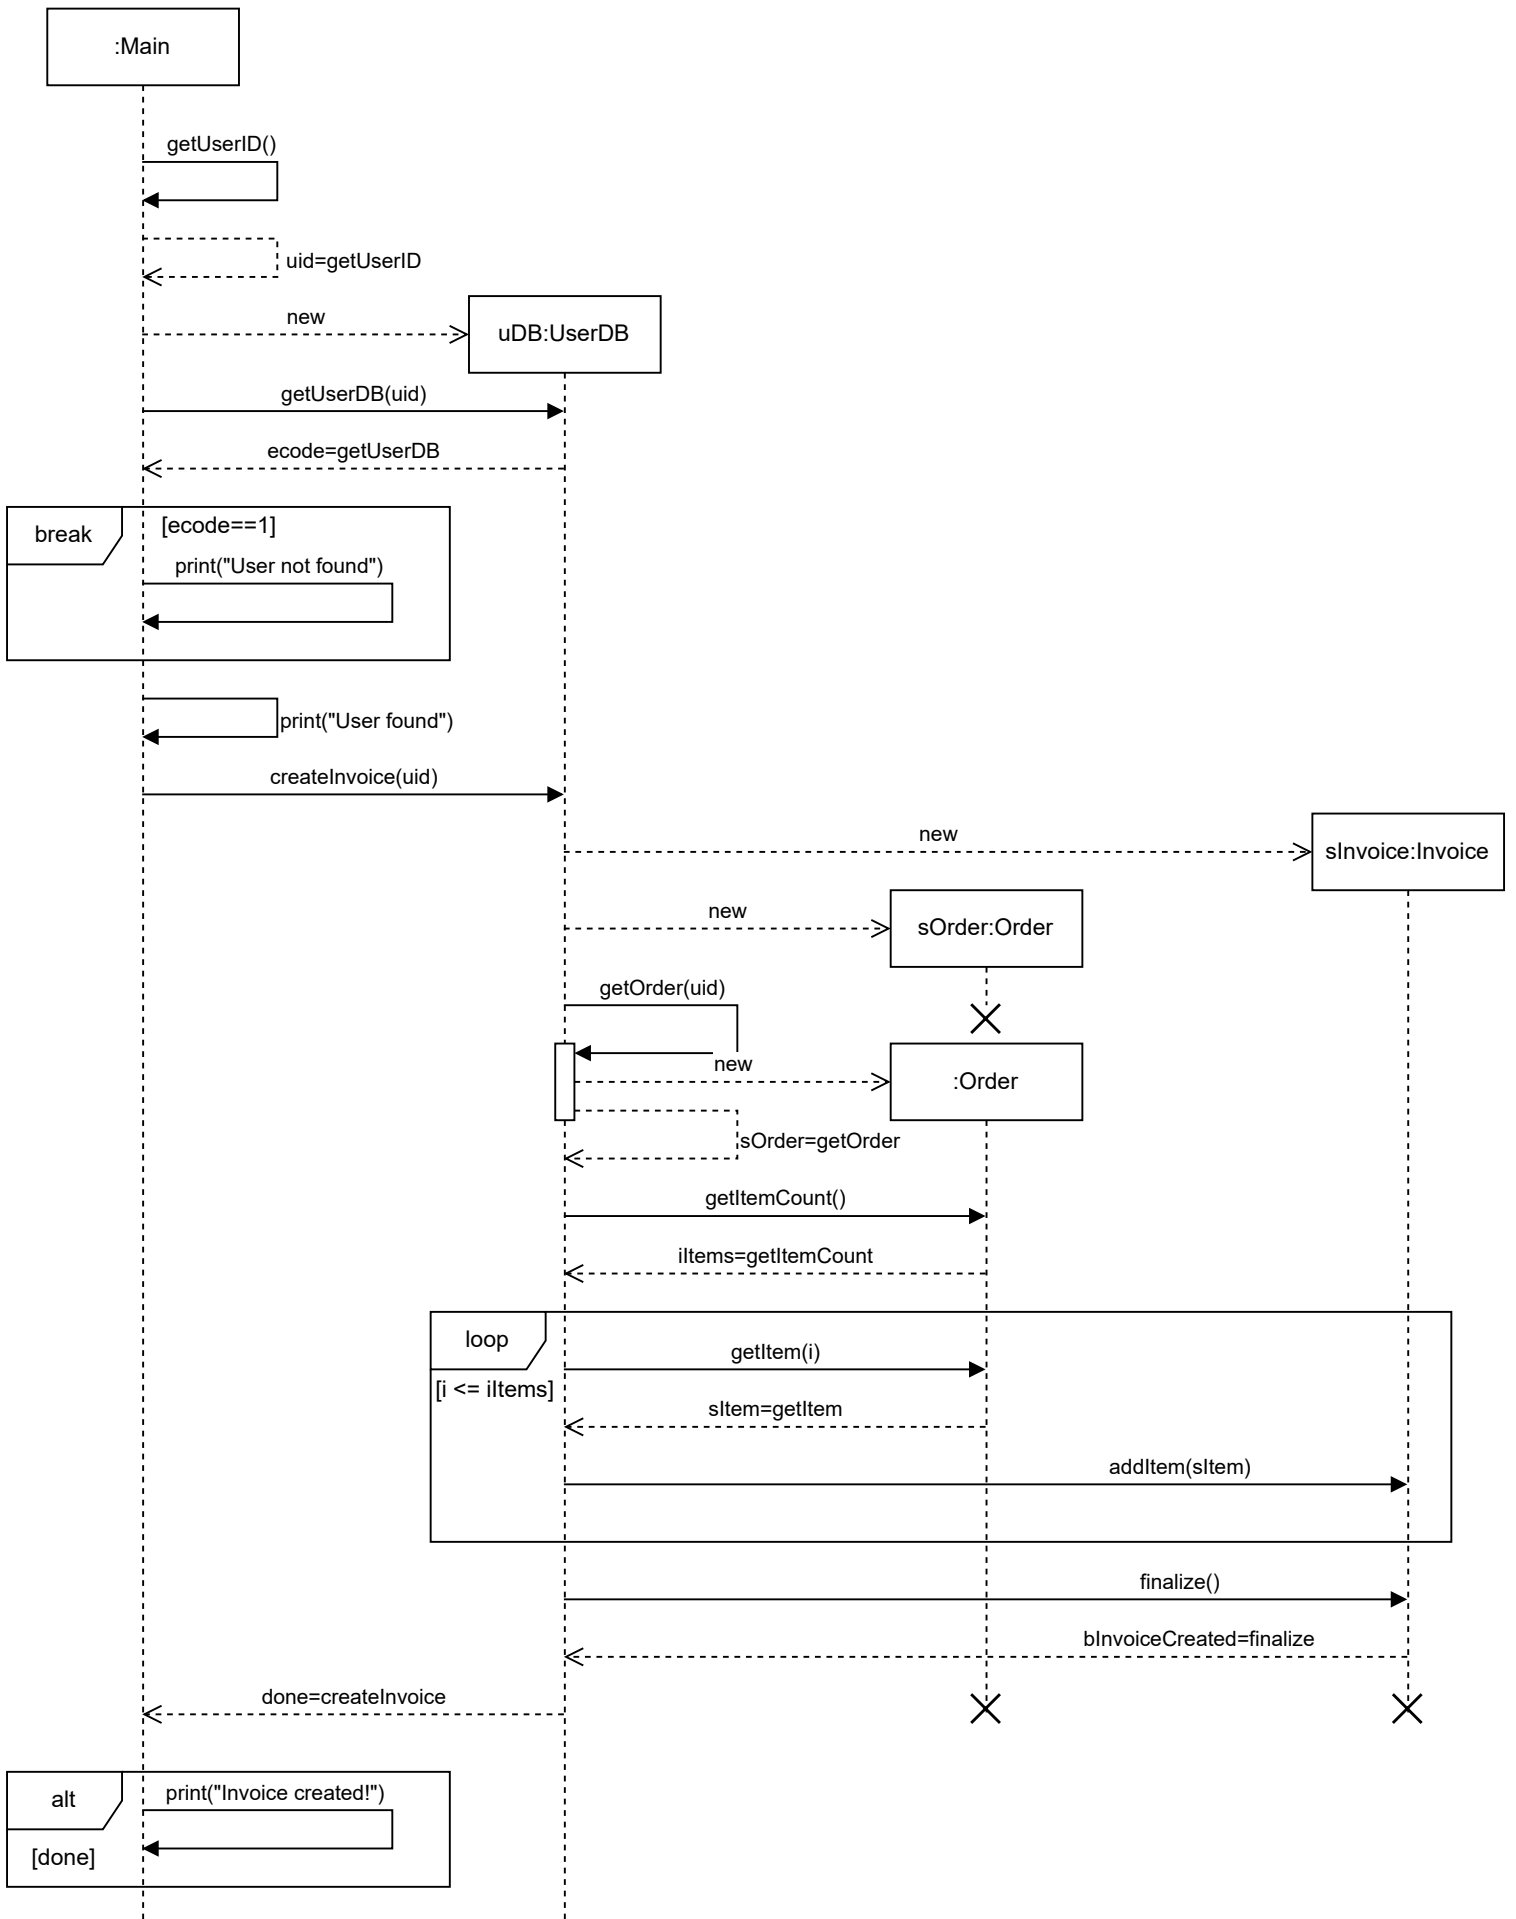 :Main
getUserID()
uid=getUserID
new
uDB:UserDB
getUserDB(uid)
ecode=getUserDB
break
[ecode==1]
print("User not found")
print("User found")
createInvoice(uid)
new
sInvoice:Invoice
new
sOrder:Order
getOrder(uid)
new
:Order
sOrder=getOrder
getItemCount()
iItems=getItemCount
loop
getItem(i)
[i <= iItems]
sItem=getItem
addItem(sItem)
finalize()
bInvoiceCreated=finalize
done=createInvoice
alt
print("Invoice created!")
[done]